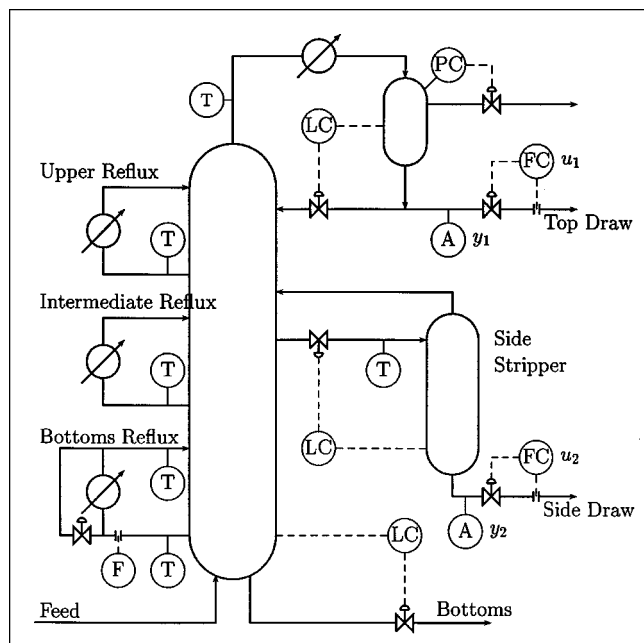 PC
T
LC
FC u₁
Upper Reflux
T
A y₁
Top Draw
Intermediate Reflux
T
T
Side
Stripper
Bottoms Reflux
T
LC
FC u₂
A y₂
Side Draw
F
T
LC
Feed
Bottoms